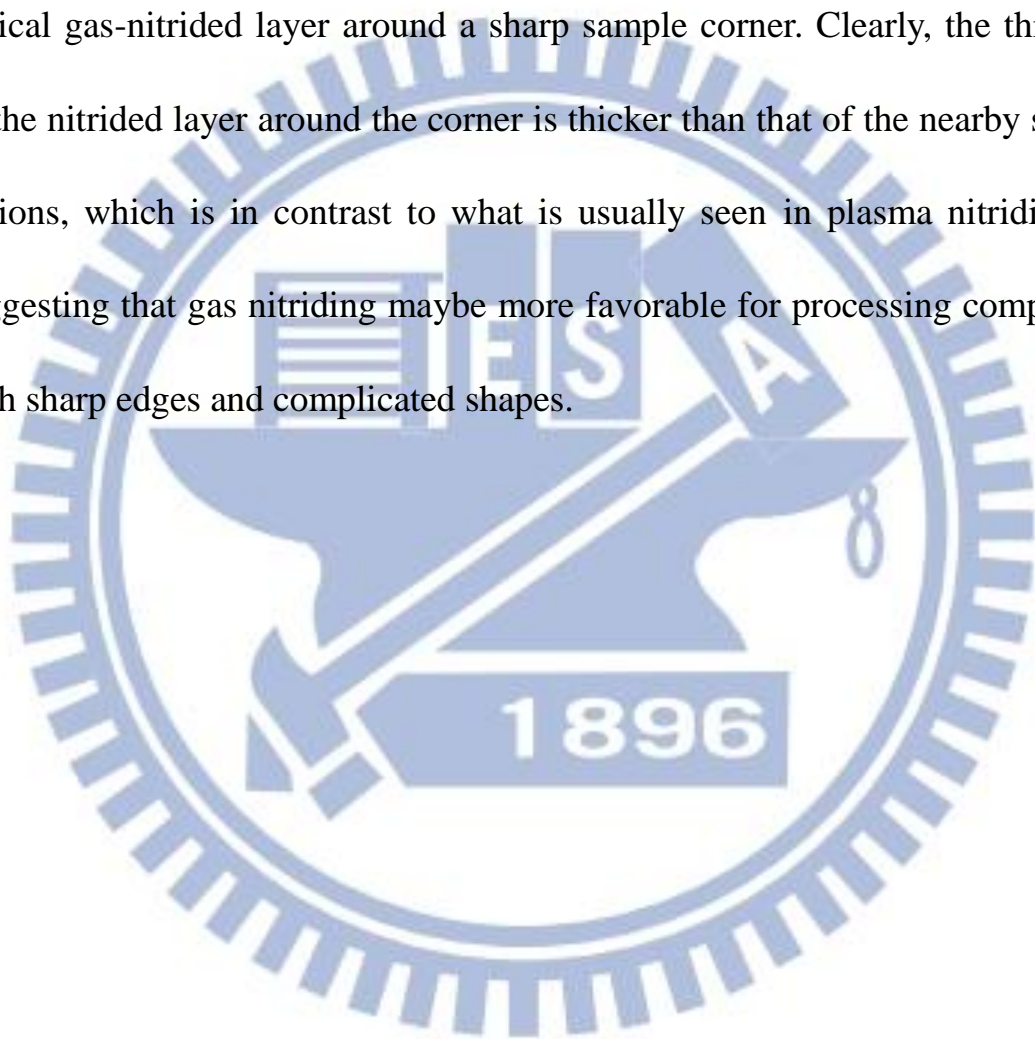 ical gas-nitrided layer around a sharp sample corner. Clearly, the thi
the nitrided layer around the corner is thicker than that of the nearby s
ions, which is in contrast to what is usually seen in plasma nitridi
ggesting that gas nitriding maybe more favorable for processing comp
h sharp edges and complicated shapes.
E S A
1896